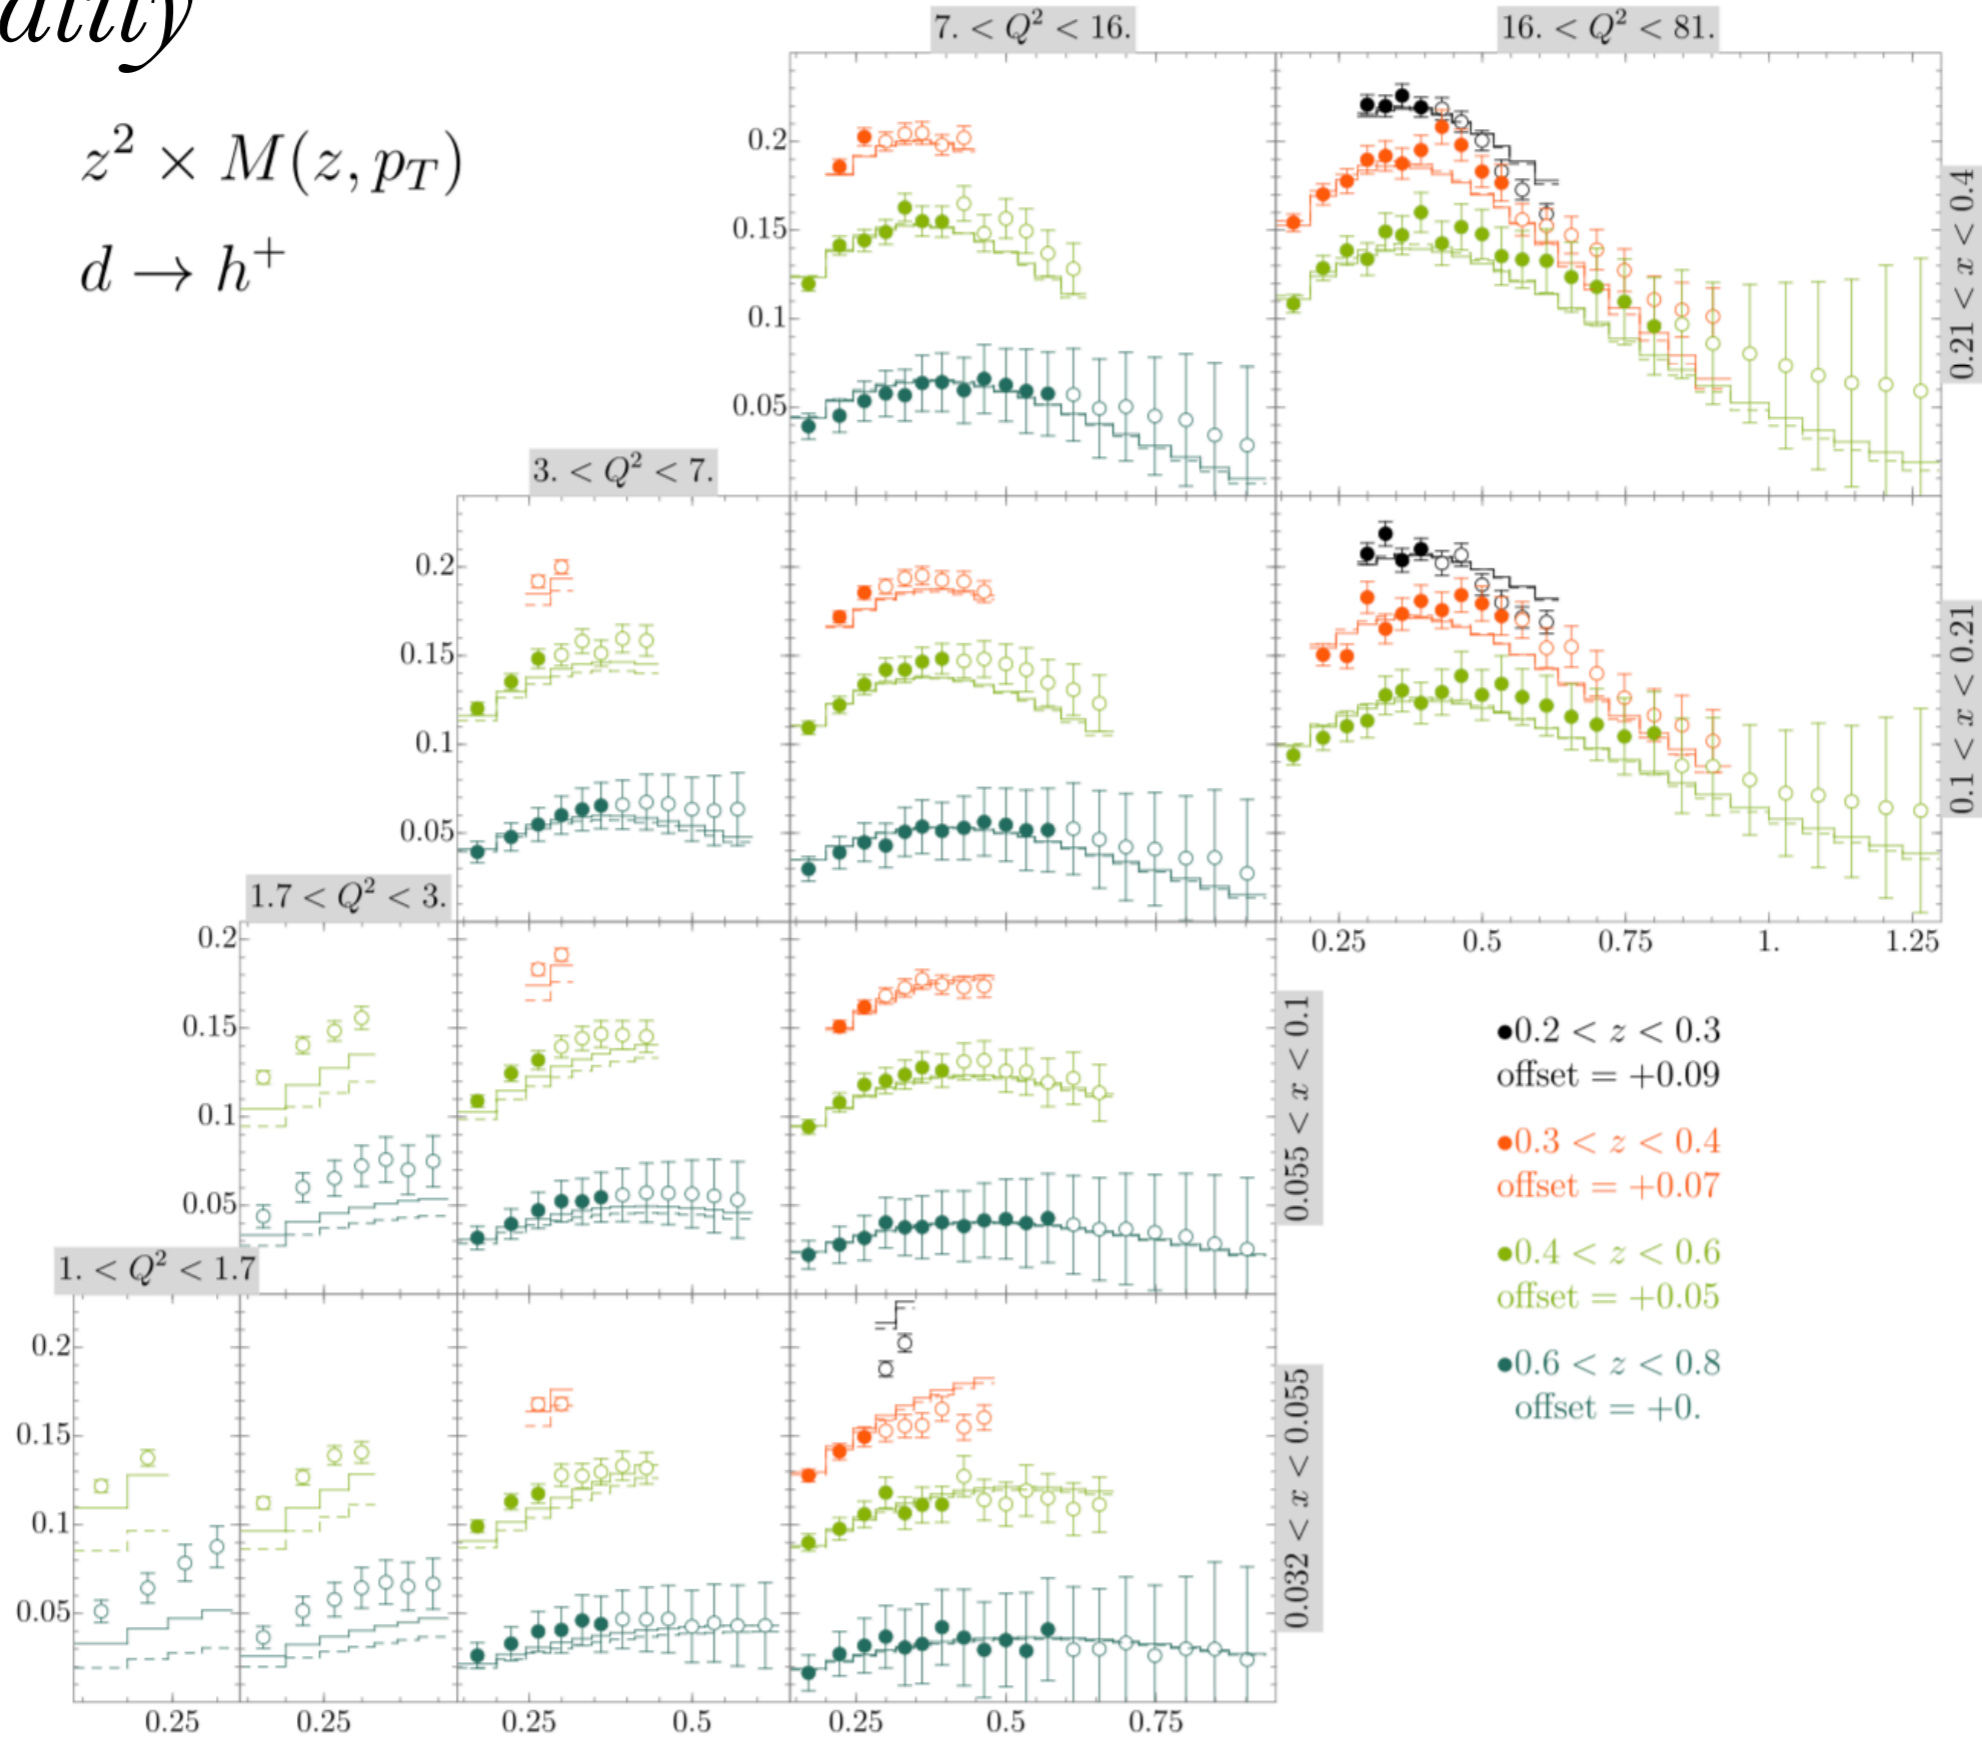 7. < Q² < 16.
16. < Q² < 81.
z² × M(z, p_T)
d → h⁺
0.2
0.15
0.1
0.05
0.21 < x < 0.4
3. < Q² < 7.
0.2
0.15
0.1
0.05
0.1 < x < 0.21
0.25 0.5 0.75 1. 1.25
1.7 < Q² < 3.
0.2
0.15
0.1
0.05
0.055 < x < 0.1
1. < Q² < 1.7
0.2
0.15
0.1
0.05
0.032 < x < 0.055
0.25 0.25 0.25 0.5 0.25 0.5 0.75
●0.2 < z < 0.3
offset = +0.09
●0.3 < z < 0.4
offset = +0.07
●0.4 < z < 0.6
offset = +0.05
●0.6 < z < 0.8
offset = +0.